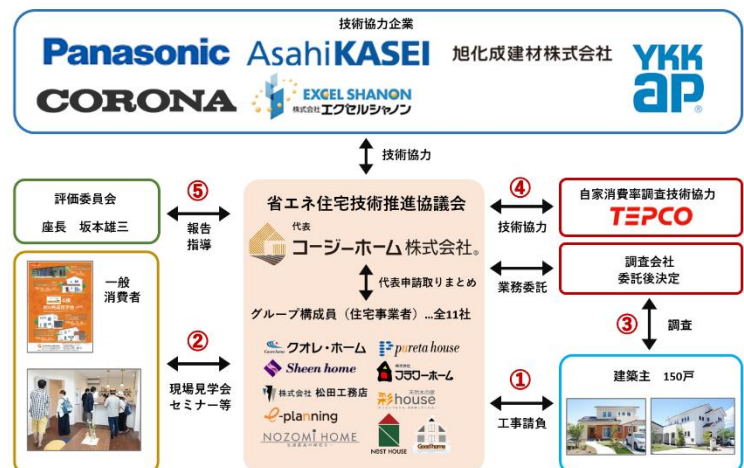 技術協力企業
Panasonic
AsahiKASEI
旭化成建材株式会社
YKK
ap®
CORONA
EXCEL SHANON
株式会社エクセルシャノン
技術協力
評価委員会
座長 坂本雄三
⑤
報告
指導
省エネ住宅技術推進協議会
代表
コージーホーム 株式会社®
代表申請取りまとめ
グループ構成員（住宅事業者）…全11社
クオレ・ホーム
pureta house
Sheen home
フラワーホーム
株式会社 松田工務店
彩house
e-planning
NOZOMI HOME
NEST HOUSE
Goodhome
④
技術協力
自家消費率調査技術協力
TEPCO
業務委託
調査会社
委託後決定
③
調査
一般
消費者
②
現場見学会
セミナー等
①
工事請負
建築主 150戸